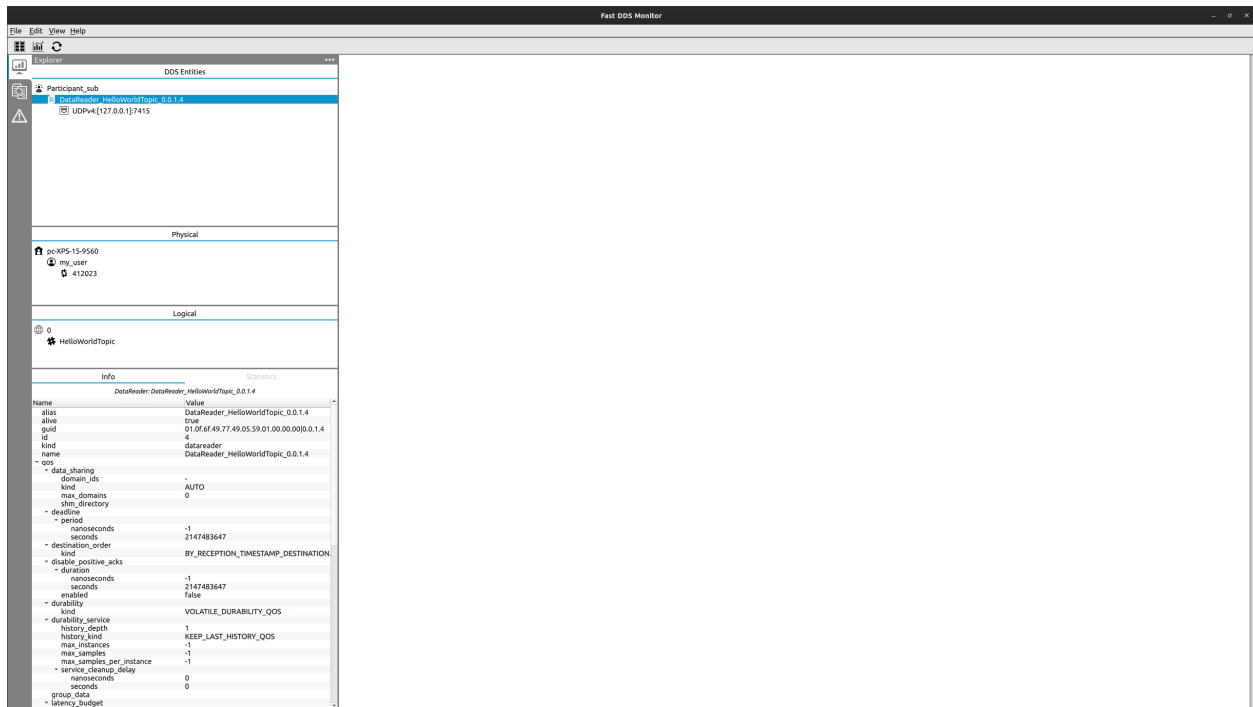 Fast DDS Monitor
File Edit View Help
Explorer
DDS Entities
Participant_sub
DataReader_HelloWorldTopic_0.0.1.4
UDPv4:[127.0.0.1]:7415
Physical
pc-XPS-15-9560
my_user
412023
Logical
0
HelloWorldTopic
Info Statistics
DataReader: DataReader_HelloWorldTopic_0.0.1.4
Name Value
alias DataReader_HelloWorldTopic_0.0.1.4
alive true
guid 01.0f.6f.49.77.49.05.59.01.00.00.00|0.0.1.4
id 4
kind datareader
name DataReader_HelloWorldTopic_0.0.1.4
qos
data_sharing
domain_ids -
kind AUTO
max_domains 0
shm_directory
deadline
period
nanoseconds -1
seconds 2147483647
destination_order
kind BY_RECEPTION_TIMESTAMP_DESTINATION.
disable_positive_acks
duration
nanoseconds -1
seconds 2147483647
enabled false
durability
kind VOLATILE_DURABILITY_QOS
durability_service
history_depth 1
history_kind KEEP_LAST_HISTORY_QOS
max_instances -1
max_samples -1
max_samples_per_instance -1
service_cleanup_delay
nanoseconds 0
seconds 0
group_data
latency_budget